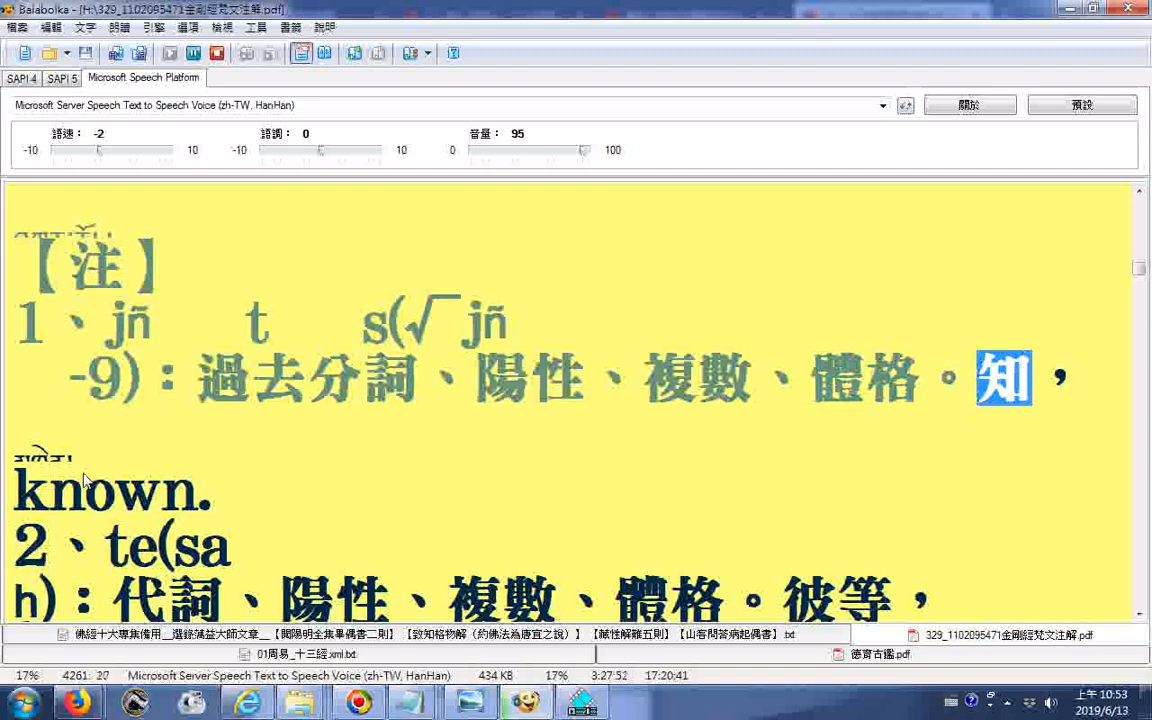 Balabolka - [H:\329_1102095471金剛經梵文注解.pdf]
檔案 編輯 文字 朗讀 引擎 選項 檢視 工具 書籤 說明
SAPI 4 SAPI 5 Microsoft Speech Platform
Microsoft Server Speech Text to Speech Voice (zh-TW, HanHan) 關於 預設
語速： -2 語調： 0 音量： 95
-10 10 -10 10 0 100
【注】
1、jñ t s(√jñ
-9)：過去分詞、陽性、複數、體格。知，
known.
2、te(sa
h)：代詞、陽性、複數、體格。彼等，
329_1102095471金剛經梵文注解.pdf
01周易_十三經.xml.txt 德育古鑑.pdf
17% 4261: 20 Microsoft Server Speech Text to Speech Voice (zh-TW, HanHan) 17% 434 KB 3:27:52 17:20:41
上午 10:53
2019/6/13